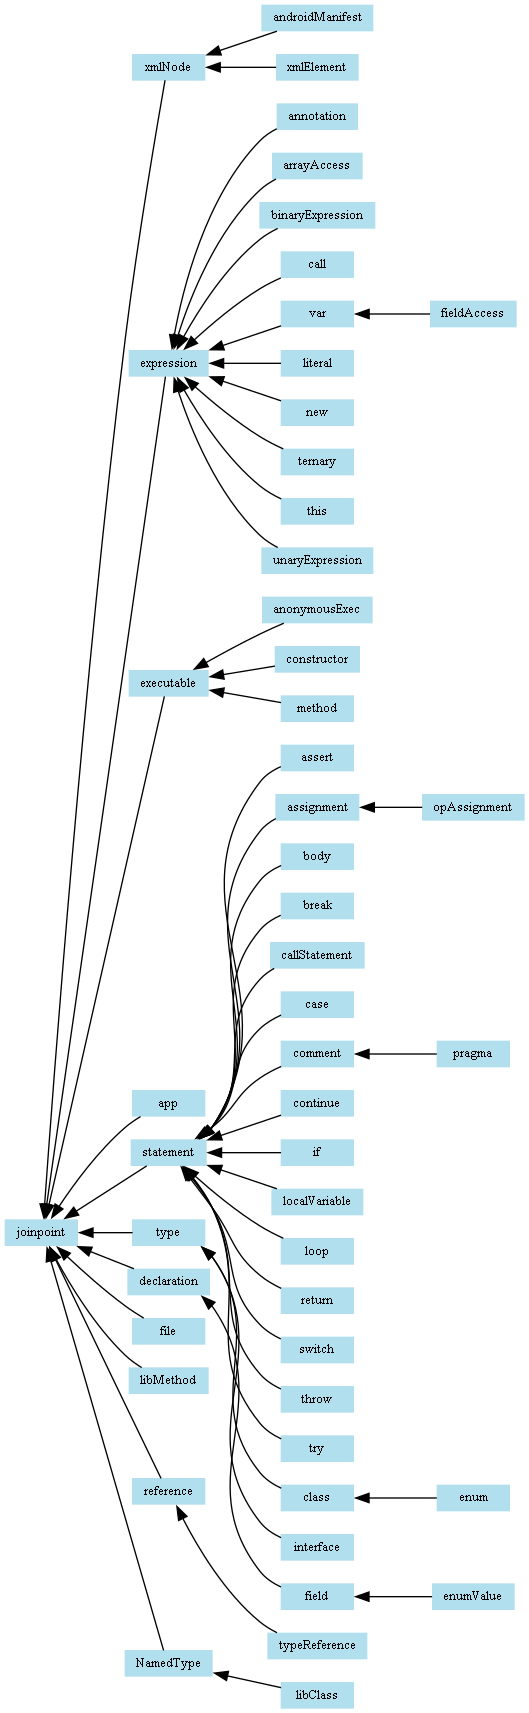 androidManifest
xmlNode
xmlElement
annotation
arrayAccess
binaryExpression
call
var
fieldAccess
expression
literal
new
ternary
this
unaryExpression
anonymousExec
constructor
executable
method
assert
assignment
opAssignment
body
break
callStatement
case
comment
pragma
app
continue
statement
if
localVariable
joinpoint
type
loop
declaration
return
file
switch
libMethod
throw
try
reference
class
enum
interface
field
enumValue
typeReference
NamedType
libClass